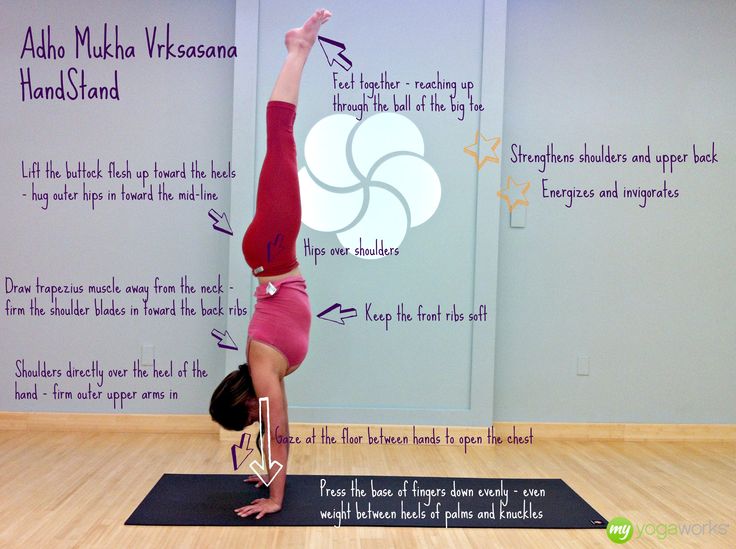 Adho Mukha Vrksasana
HandStand
Feet together - reaching up
through the ball of the big toe
Strengthens shoulders and upper back
Energizes and invigorates
Lift the buttock flesh up toward the heels
- hug outer hips in toward the mid-line
Hips over shoulders
Draw trapezius muscle away from the neck -
firm the shoulder blades in toward the back ribs
Keep the front ribs soft
Shoulders directly over the heel of the
hand - firm outer upper arms in
Gaze at the floor between hands to open the chest
Press the base of fingers down evenly - even
weight between heels of palms and knuckles
my yogaworks